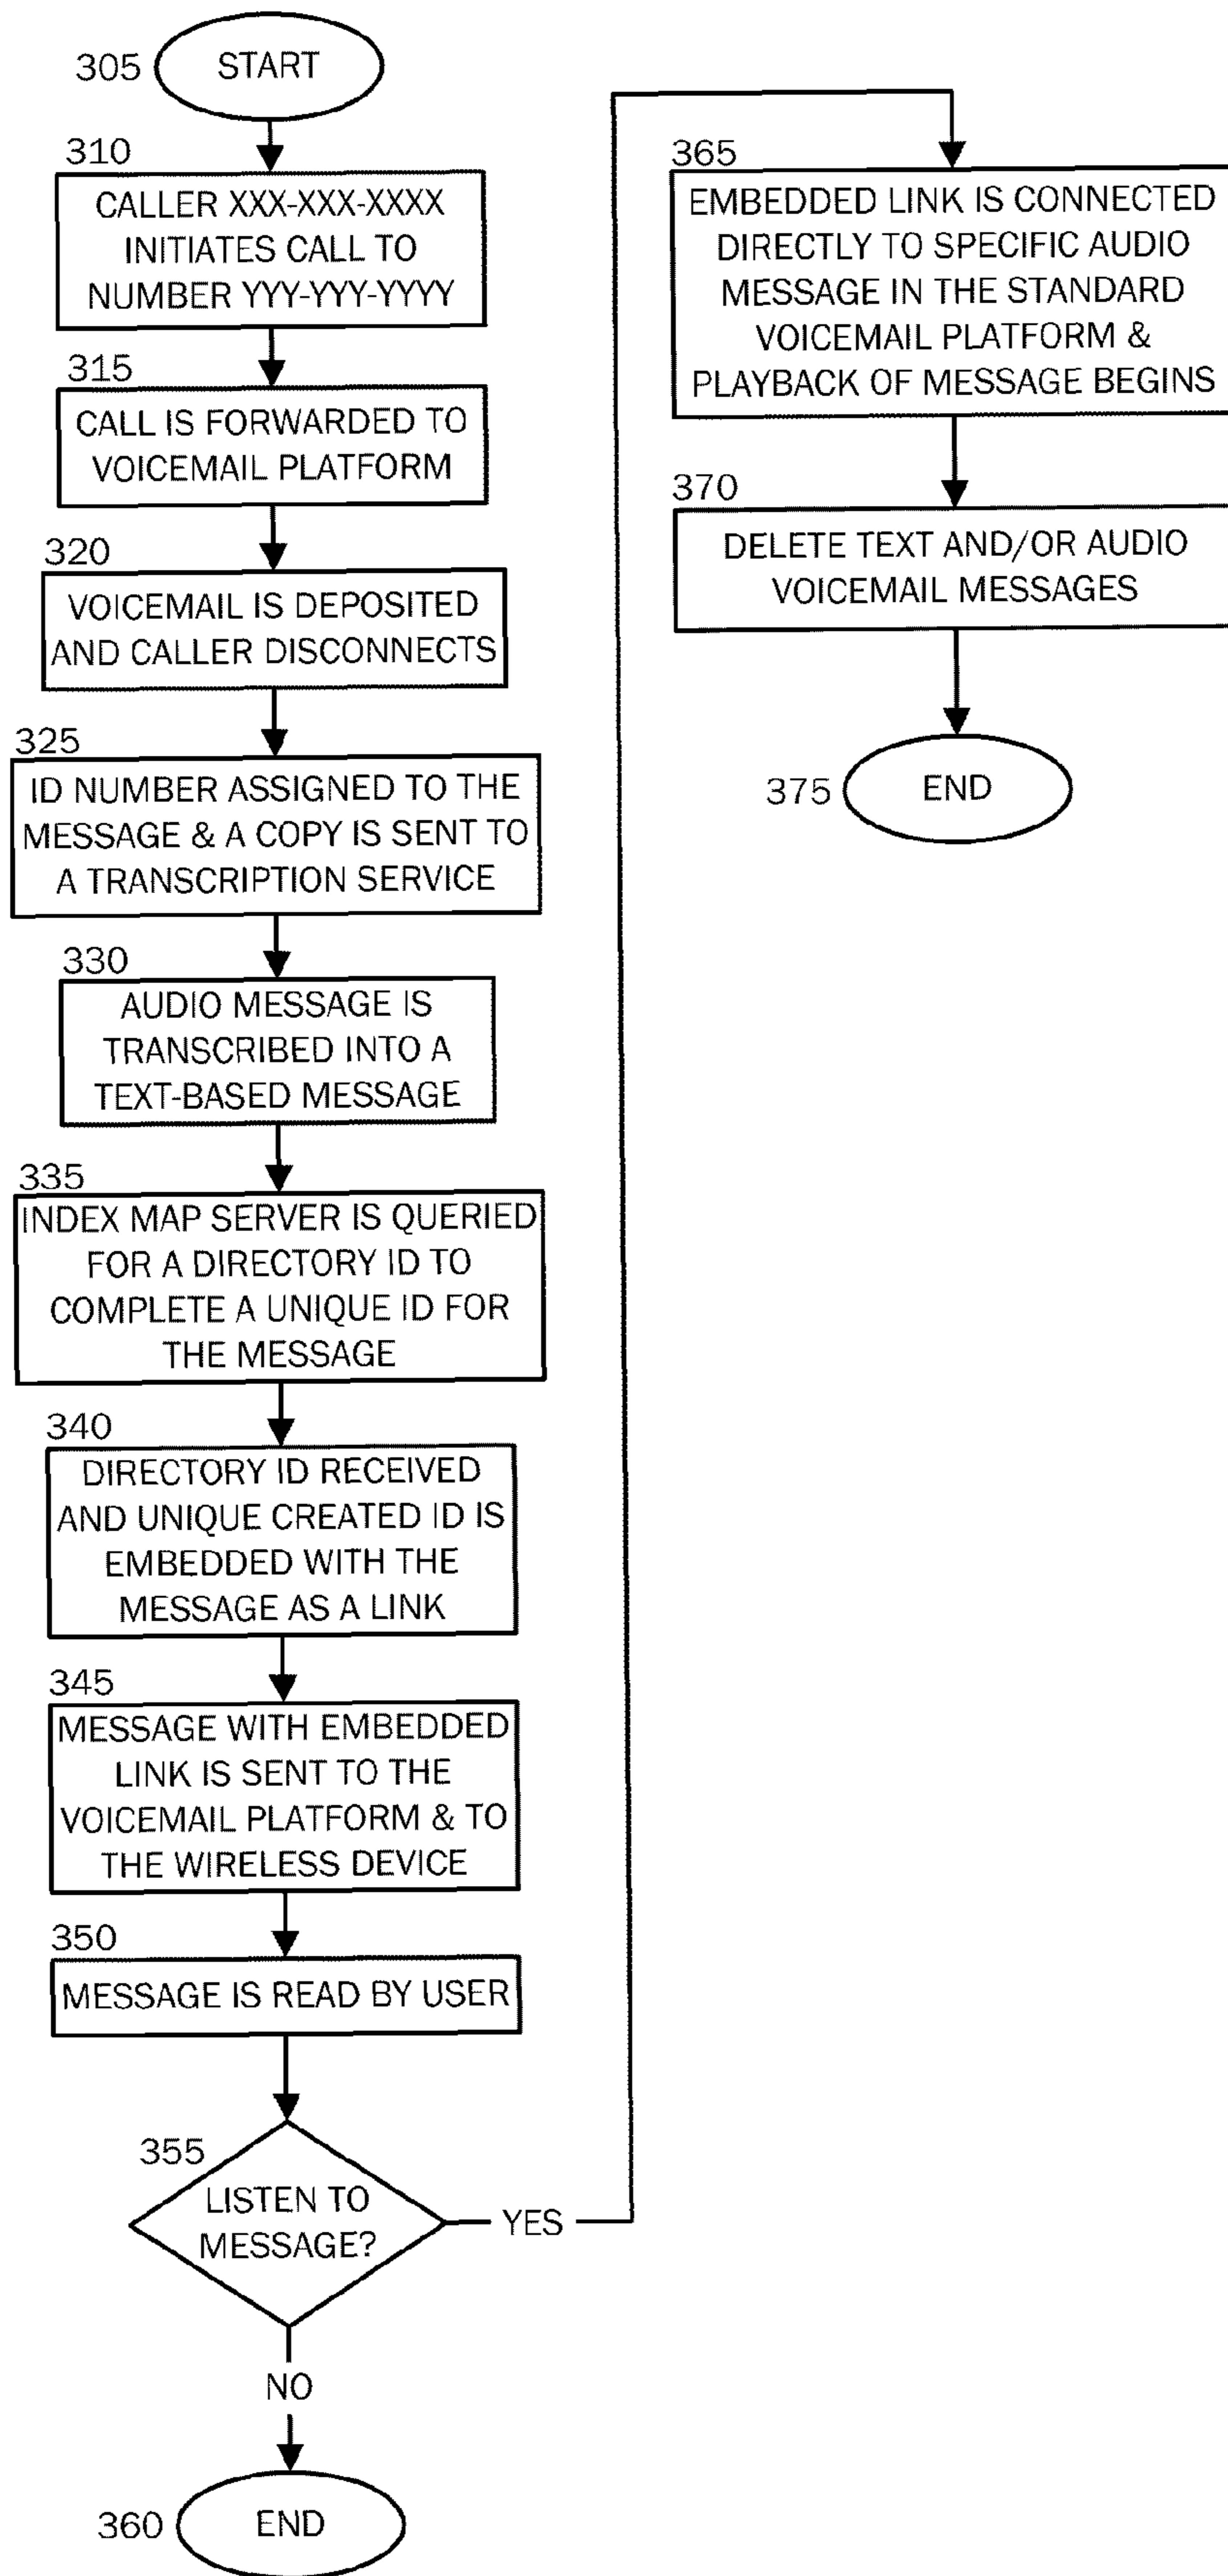 305
START
310
CALLER XXX-XXX-XXXX
INITIATES CALL TO
NUMBER YYY-YYY-YYYY
315
CALL IS FORWARDED TO
VOICEMAIL PLATFORM
320
VOICEMAIL IS DEPOSITED
AND CALLER DISCONNECTS
325
ID NUMBER ASSIGNED TO THE
MESSAGE & A COPY IS SENT TO
A TRANSCRIPTION SERVICE
330
AUDIO MESSAGE IS
TRANSCRIBED INTO A
TEXT-BASED MESSAGE
335
INDEX MAP SERVER IS QUERIED
FOR A DIRECTORY ID TO
COMPLETE A UNIQUE ID FOR
THE MESSAGE
340
DIRECTORY ID RECEIVED
AND UNIQUE CREATED ID IS
EMBEDDED WITH THE
MESSAGE AS A LINK
345
MESSAGE WITH EMBEDDED
LINK IS SENT TO THE
VOICEMAIL PLATFORM & TO
THE WIRELESS DEVICE
350
MESSAGE IS READ BY USER
355
LISTEN TO
MESSAGE?
YES
NO
360
END
365
EMBEDDED LINK IS CONNECTED
DIRECTLY TO SPECIFIC AUDIO
MESSAGE IN THE STANDARD
VOICEMAIL PLATFORM &
PLAYBACK OF MESSAGE BEGINS
370
DELETE TEXT AND/OR AUDIO
VOICEMAIL MESSAGES
375
END